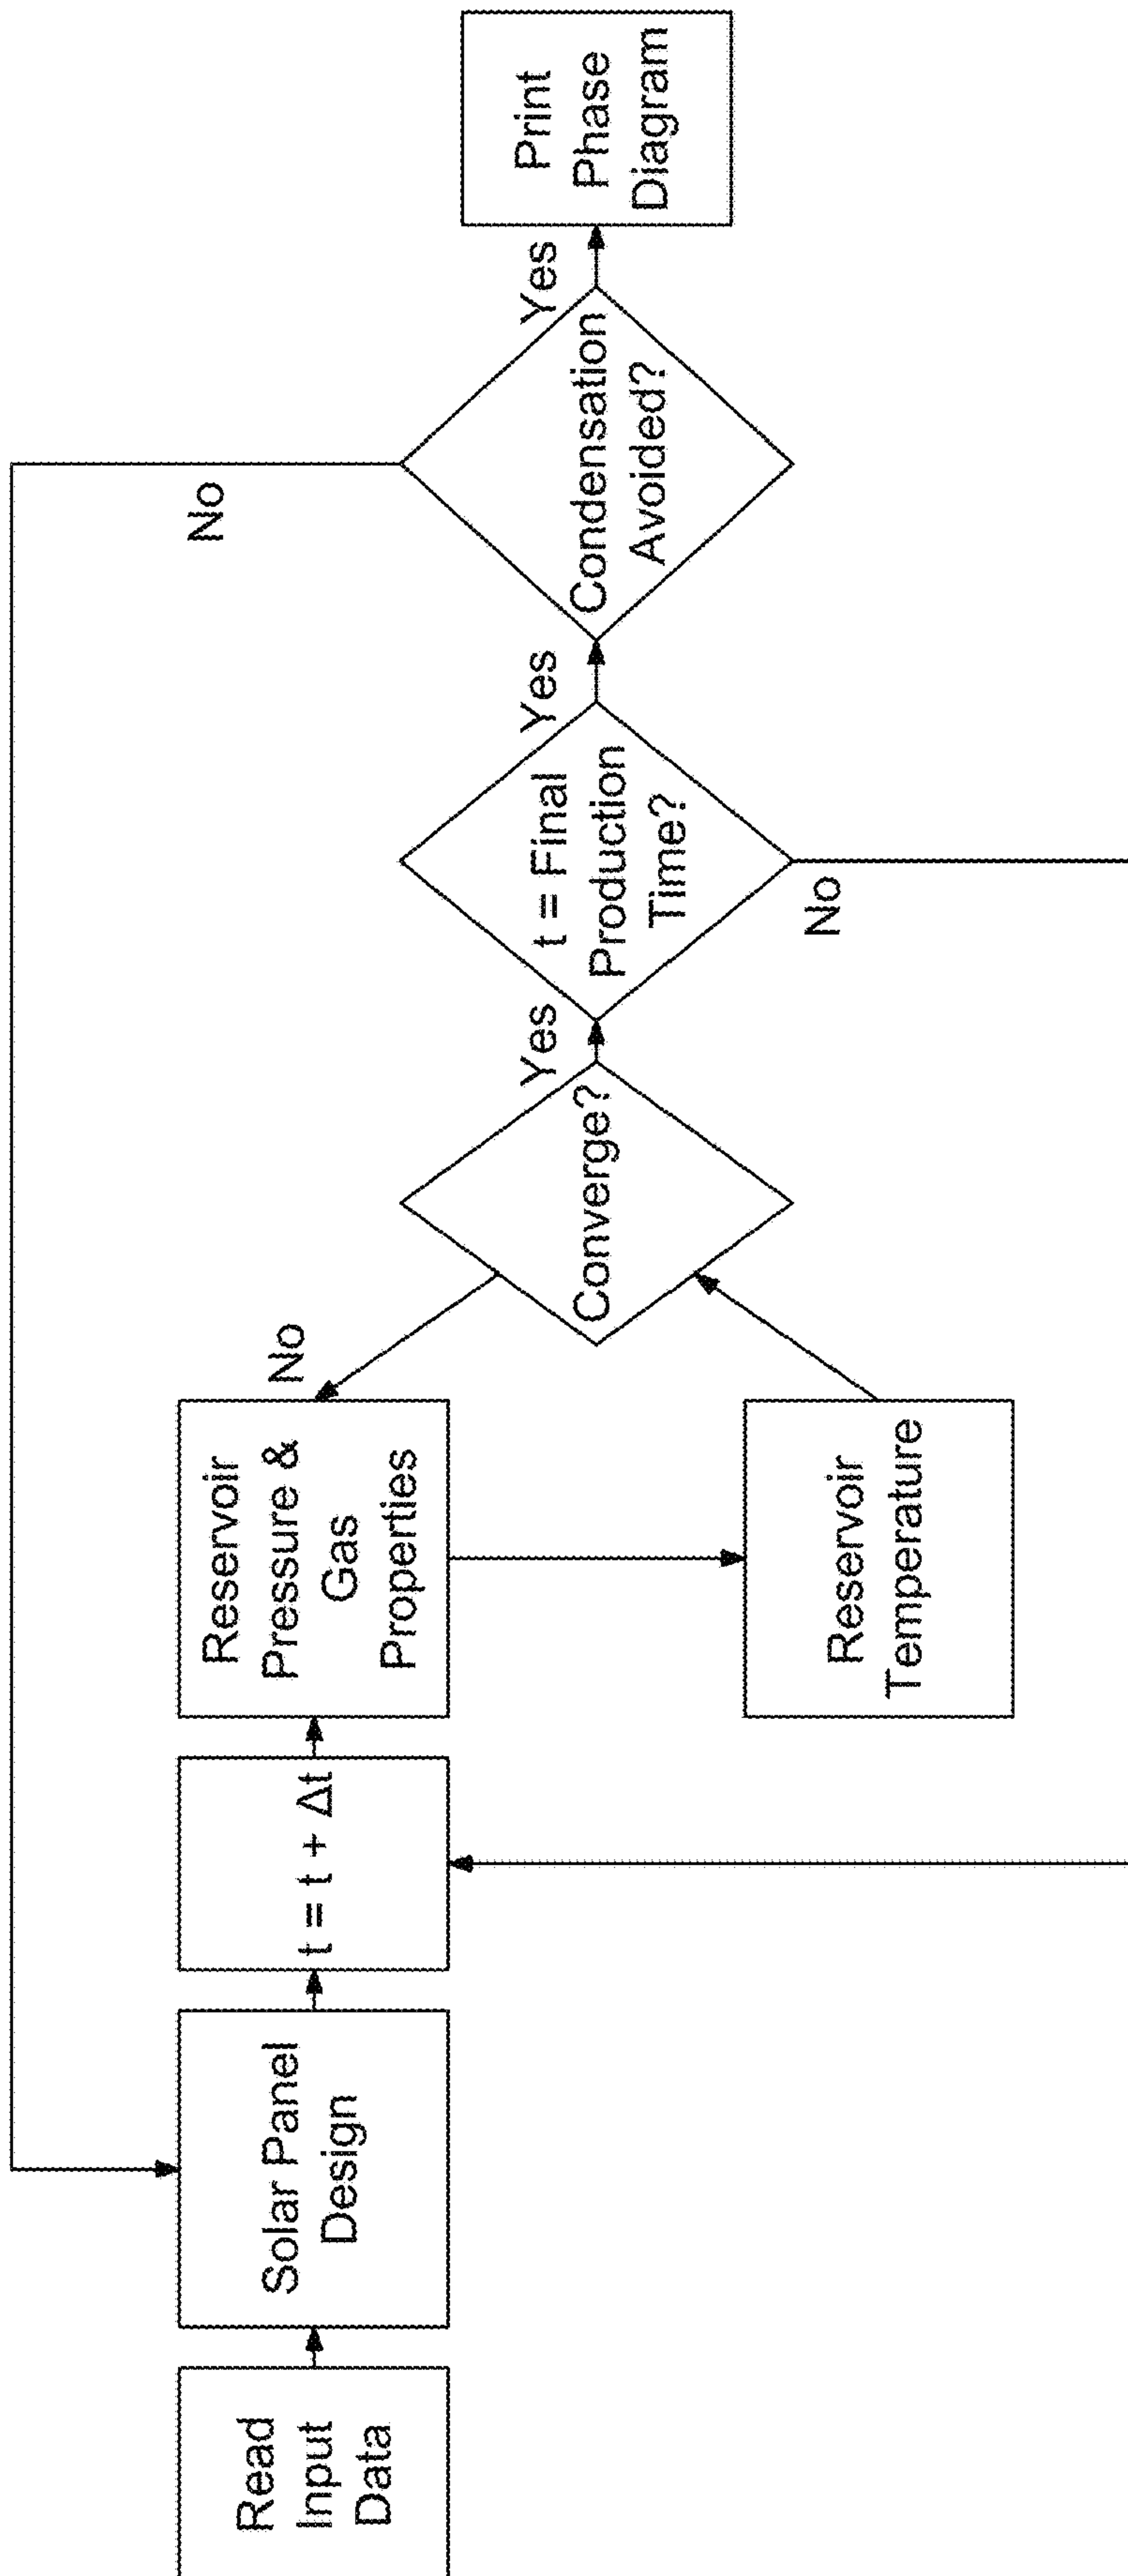 Read
Input
Data
Solar Panel
Design
t = t + Δt
Reservoir
Pressure &
Gas
Properties
Reservoir
Temperature
No
Converge?
Yes
t = Final
Production
Time?
No
Yes
Condensation
Avoided?
No
Yes
Print
Phase
Diagram